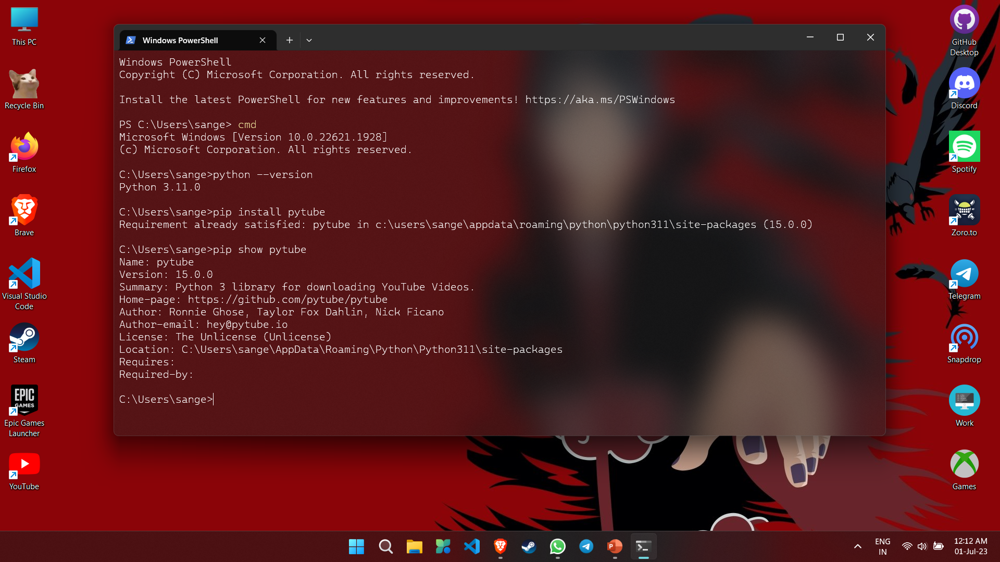 This PC
Recycle Bin
Firefox
Brave
Visual Studio
Code
Steam
EPIC
GAMES
Epic Games
Launcher
YouTube
Windows PowerShell
Windows PowerShell
Copyright (C) Microsoft Corporation. All rights reserved.
Install the latest PowerShell for new features and improvements! https://aka.ms/PSWindows
PS C:\Users\sange> cmd
Microsoft Windows [Version 10.0.22621.1928]
(c) Microsoft Corporation. All rights reserved.
C:\Users\sange>python --version
Python 3.11.0
C:\Users\sange>pip install pytube
Requirement already satisfied: pytube in c:\users\sange\appdata\roaming\python\python311\site-packages (15.0.0)
C:\Users\sange>pip show pytube
Name: pytube
Version: 15.0.0
Summary: Python 3 library for downloading YouTube Videos.
Home-page: https://github.com/pytube/pytube
Author: Ronnie Ghose, Taylor Fox Dahlin, Nick Ficano
Author-email: hey@pytube.io
License: The Unlicense (Unlicense)
Location: C:\Users\sange\AppData\Roaming\Python\Python311\site-packages
Requires:
Required-by:
C:\Users\sange>
GitHub
Desktop
Discord
Spotify
Zoro.to
Telegram
Snapdrop
Work
Games
P
ENG
IN
12:12 AM
01-Jul-23